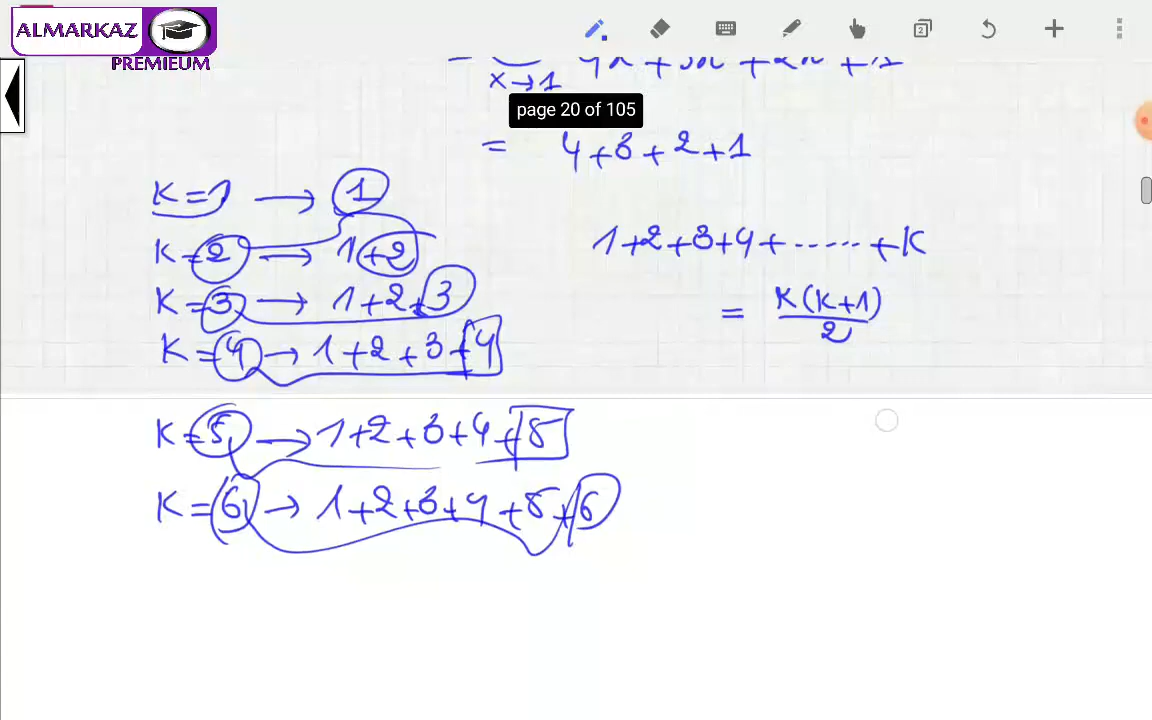 ALMARKAZ
PREMIEUM
2
x→1
page 20 of 105
= 4+3+2+1
K=1 → 1
K=2 → 1+2
K=3 → 1+2+3
K=4 → 1+2+3+4
1+2+3+4+.....+K
= K(K+1)/2
K=5 → 1+2+3+4+5
K=6 → 1+2+3+4+5+6